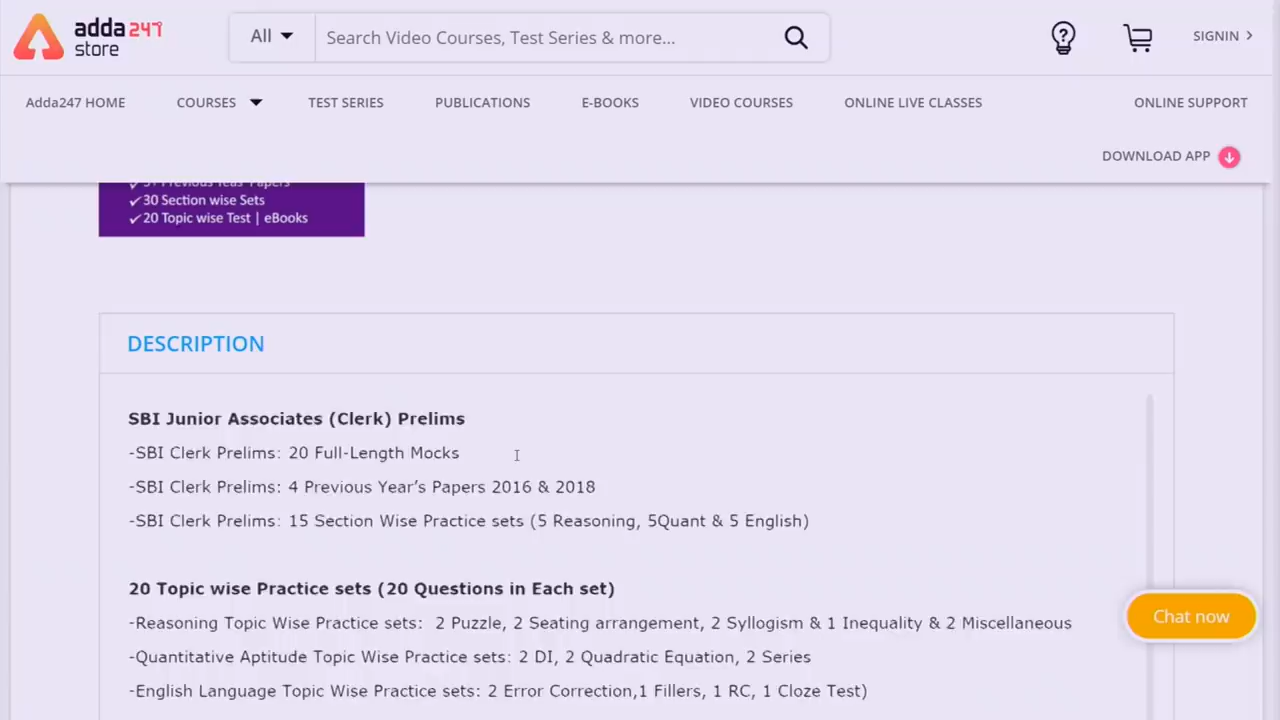 adda 247
store
All
Search Video Courses, Test Series & more...
SIGNIN
Adda247 HOME
COURSES
TEST SERIES
PUBLICATIONS
E-BOOKS
VIDEO COURSES
ONLINE LIVE CLASSES
ONLINE SUPPORT
DOWNLOAD APP
✓30 Section wise Sets
✓20 Topic wise Test | eBooks
DESCRIPTION
SBI Junior Associates (Clerk) Prelims
-SBI Clerk Prelims: 20 Full-Length Mocks
-SBI Clerk Prelims: 4 Previous Year’s Papers 2016 & 2018
-SBI Clerk Prelims: 15 Section Wise Practice sets (5 Reasoning, 5Quant & 5 English)
20 Topic wise Practice sets (20 Questions in Each set)
-Reasoning Topic Wise Practice sets: 2 Puzzle, 2 Seating arrangement, 2 Syllogism & 1 Inequality & 2 Miscellaneous
-Quantitative Aptitude Topic Wise Practice sets: 2 DI, 2 Quadratic Equation, 2 Series
-English Language Topic Wise Practice sets: 2 Error Correction,1 Fillers, 1 RC, 1 Cloze Test)
Chat now